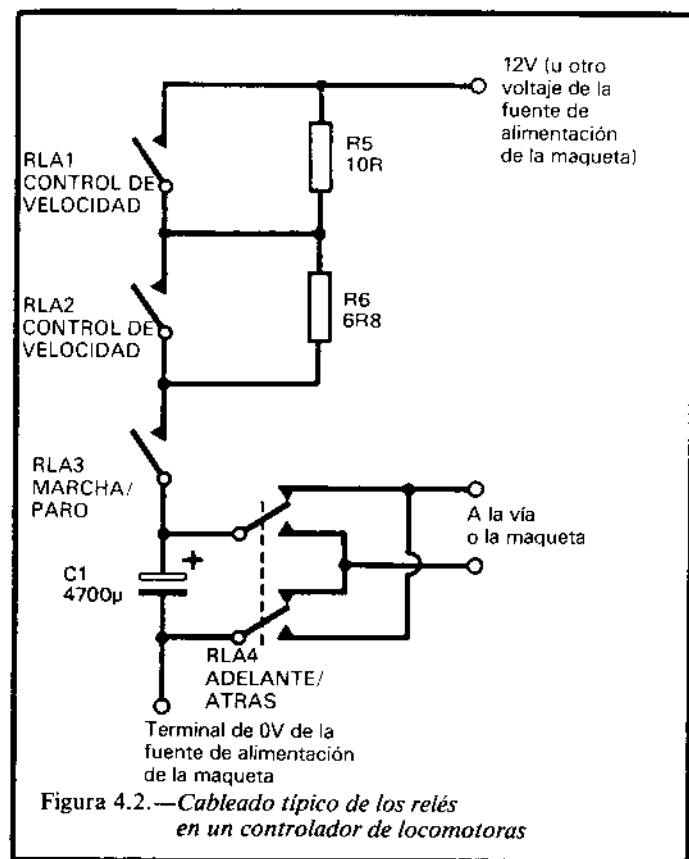 12V (u otro
voltaje de la
fuente de
alimentación
de la maqueta)
R5
10R
RLA1
CONTROL DE
VELOCIDAD
R6
6R8
RLA2
CONTROL DE
VELOCIDAD
RLA3
MARCHA/
PARO
A la vía
o la maqueta
+
C1
4700µ
RLA4
ADELANTE/
ATRAS
Terminal de 0V de la
fuente de alimentación
de la maqueta
Figura 4.2.—Cableado típico de los relés
en un controlador de locomotoras